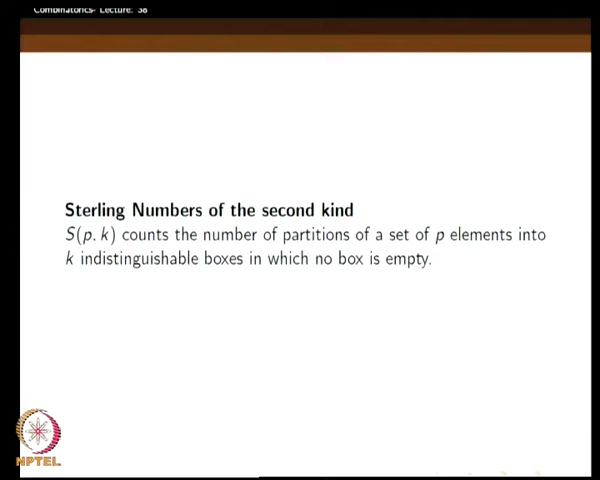 Combinatorics- Lecture: 38
Sterling Numbers of the second kind
S(p. k) counts the number of partitions of a set of p elements into
k indistinguishable boxes in which no box is empty.
NPTEL